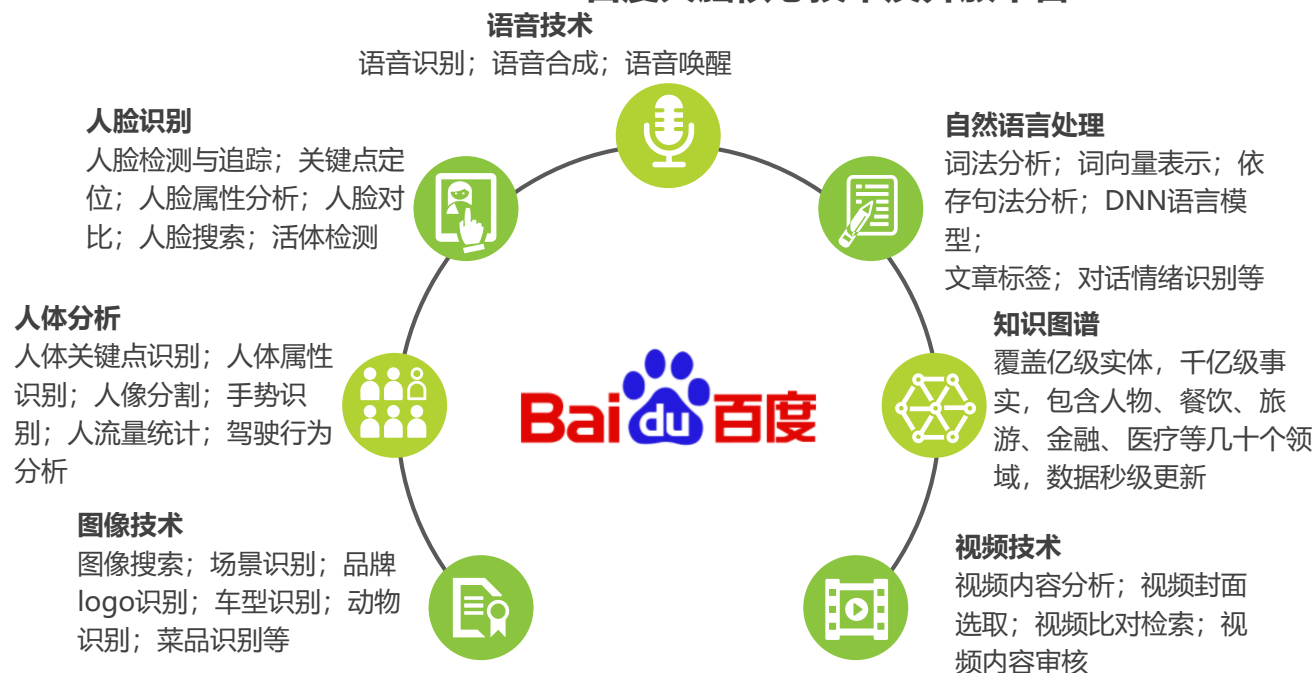 语音技术
语音识别；语音合成；语音唤醒
人脸识别
人脸检测与追踪；关键点定
位；人脸属性分析；人脸对
比；人脸搜索；活体检测
自然语言处理
词法分析；词向量表示；依
存句法分析；DNN语言模
型；
文章标签；对话情绪识别等
人体分析
人体关键点识别；人体属性
识别；人像分割；手势识
别；人流量统计；驾驶行为
分析
知识图谱
覆盖亿级实体，千亿级事
实，包含人物、餐饮、旅
游、金融、医疗等几十个领
域，数据秒级更新
Bai du 百度
图像技术
图像搜索；场景识别；品牌
logo识别；车型识别；动物
识别；菜品识别等
视频技术
视频内容分析；视频封面
选取；视频比对检索；视
频内容审核